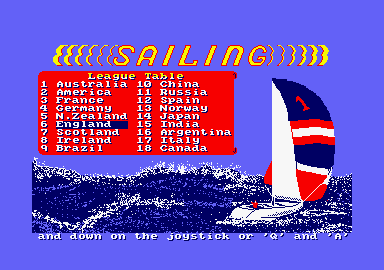 SAILING
League Table
1 Australia 10 China
2 America 11 Russia
3 France 12 Spain
4 Germany 13 Norway
5 N.Zealand 14 Japan
6 England 15 India
7 Scotland 16 Argentina
8 Ireland 17 Italy
9 Brazil 18 Canada
1
and down on the joystick or 'Q' and 'A'